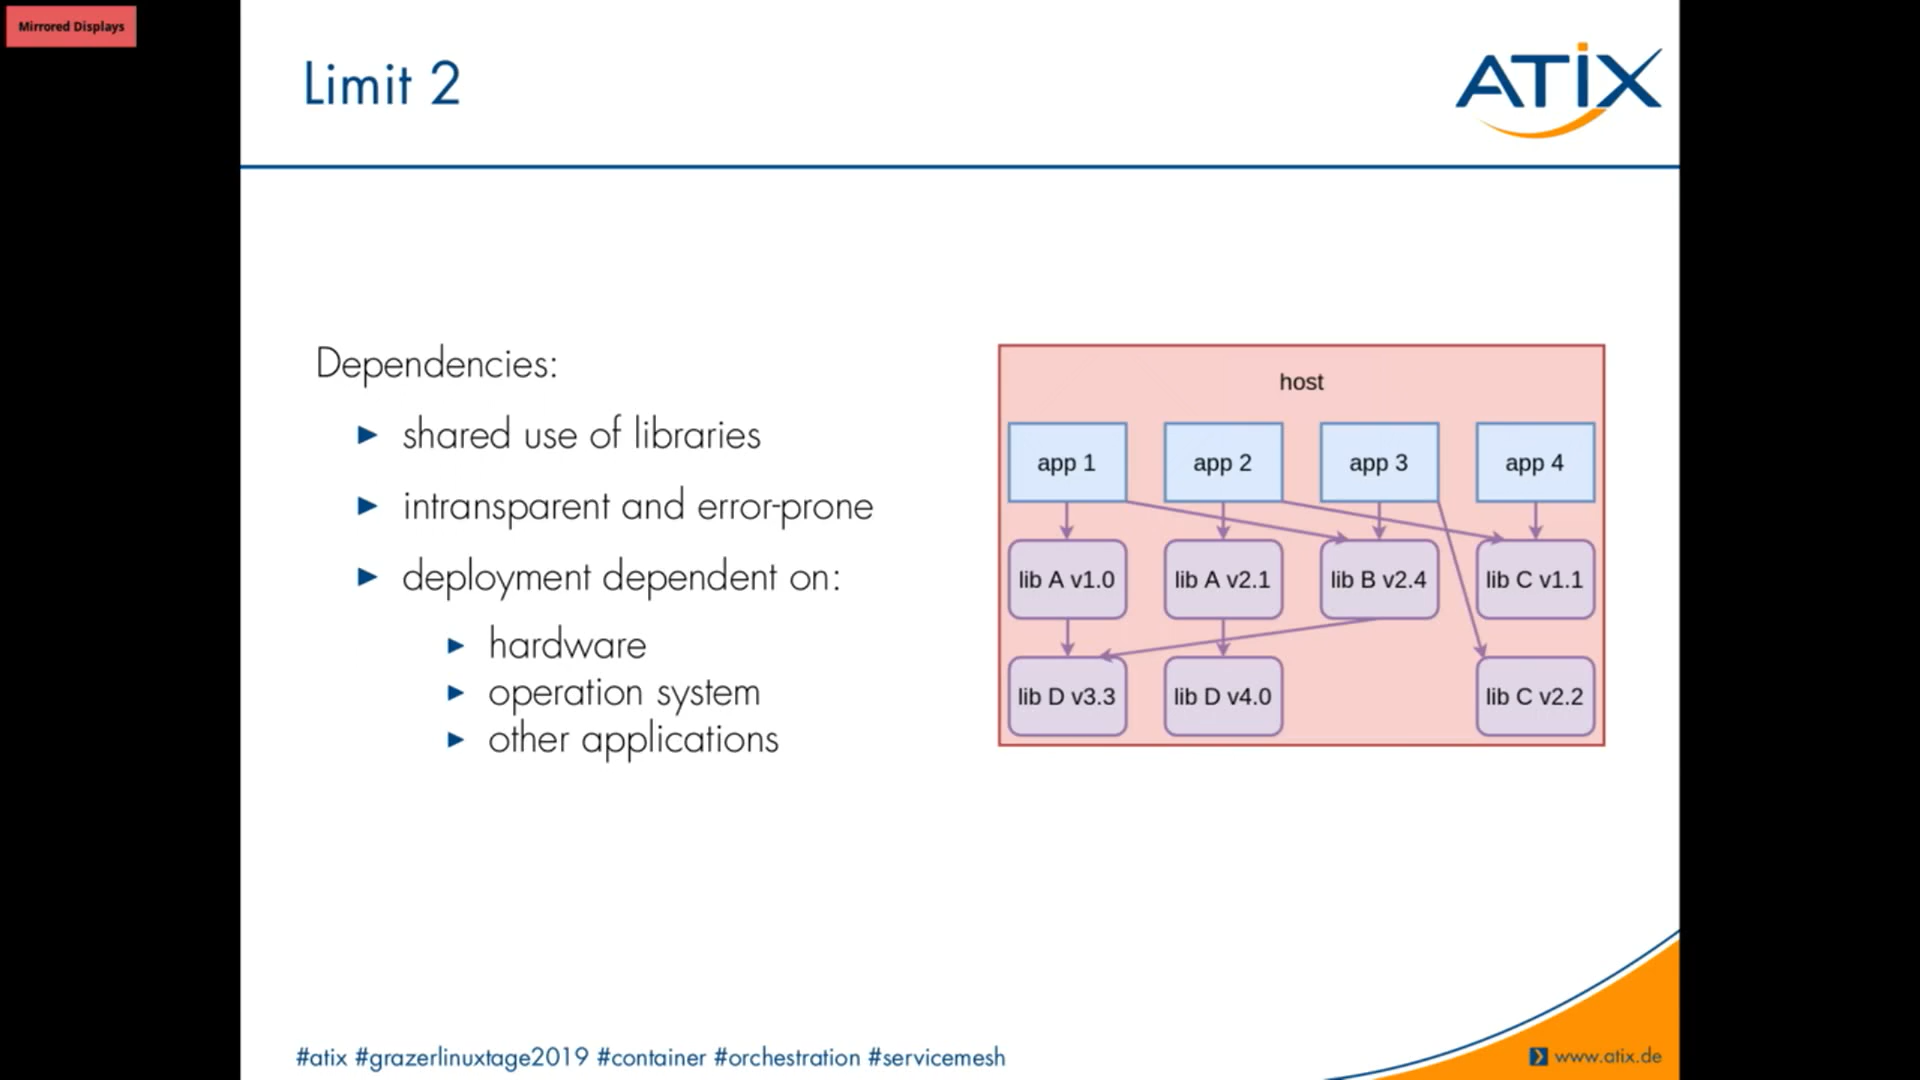 Mirrored Displays
Limit 2
ATIX
Dependencies:
shared use of libraries
intransparent and error-prone
deployment dependent on:
hardware
operation system
other applications
host
app 1
app 2
app 3
app 4
lib A v1.0
lib A v2.1
lib B v2.4
lib C v1.1
lib D v3.3
lib D v4.0
lib C v2.2
#atix #grazerlinuxtage2019 #container #orchestration #servicemesh
www.atix.de